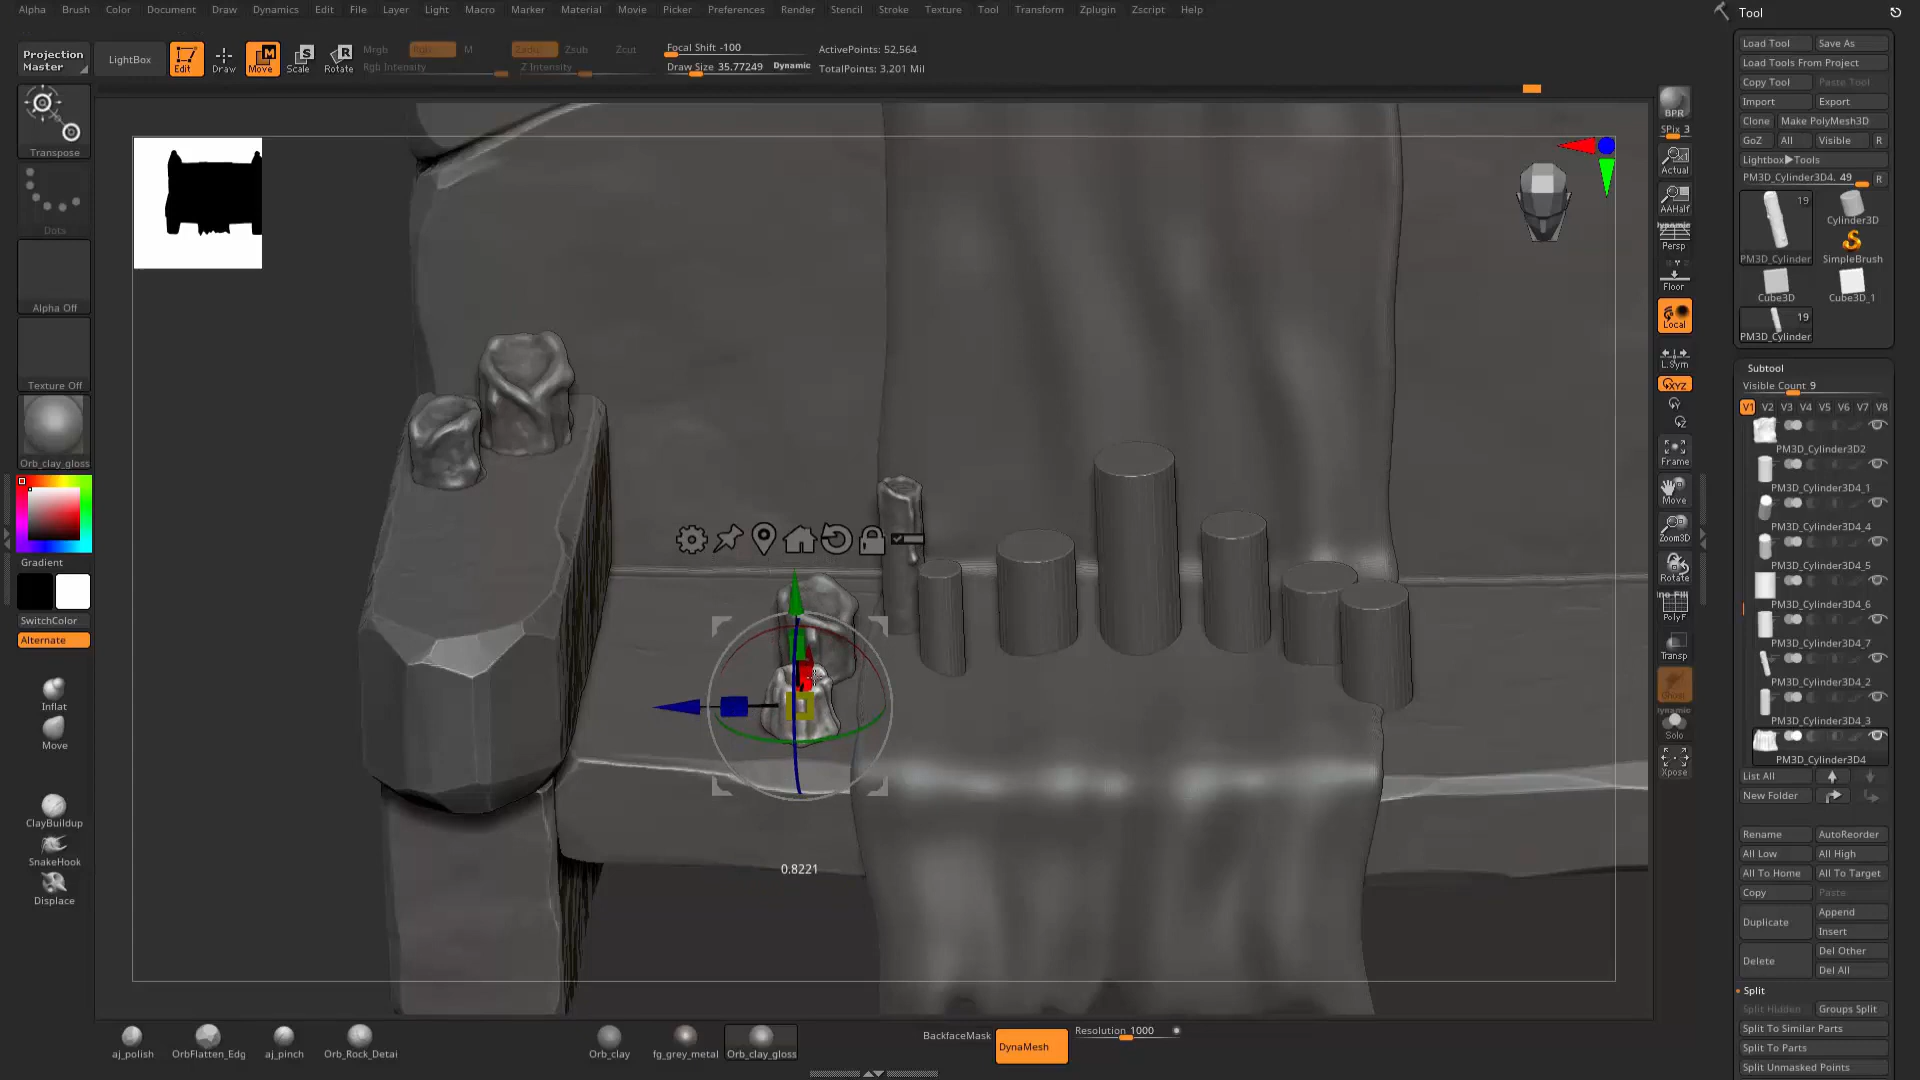 Alpha Brush Color Document Draw Dynamics Edit File Layer Light Macro Marker Material Movie Picker Preferences Render Stencil Stroke Texture Tool Transform Zplugin Zscript Help
Projection Master
LightBox
Edit
Draw
Move
Scale
Rotate
Mrgb Rgb M
Rgb Intensity
Zadd Zsub Zcut
Z Intensity
Focal Shift -100
Draw Size 35.77249 Dynamic
ActivePoints: 52,564
TotalPoints: 3,201 Mil
Transpose
Dots
Alpha Off
Texture Off
Orb_clay_gloss
Gradient
SwitchColor
Alternate
Inflat
Move
ClayBuildup
SnakeHook
Displace
0.8221
aj_polish
OrbFlatten_Edg
aj_pinch
Orb_Rock_Detai
Orb_clay
fg_grey_metal
Orb_clay_gloss
BackfaceMask
DynaMesh
Resolution 1000
BPR
SPix 3
Actual
AAHalf
Dynamic
Persp
Floor
Local
L.Sym
XYZ
Frame
Move
Zoom3D
Rotate
PolyF
Transp
Ghost
Dynamic
Solo
Xpose
Tool
Load Tool
Save As
Load Tools From Project
Copy Tool
Paste Tool
Import
Export
Clone
Make PolyMesh3D
GoZ
All
Visible
R
Lightbox▶Tools
PM3D_Cylinder3D4. 49
R
19
PM3D_Cylinder
Cylinder3D
SimpleBrush
Cube3D
Cube3D_1
19
PM3D_Cylinder
Subtool
Visible Count 9
V1 V2 V3 V4 V5 V6 V7 V8
PM3D_Cylinder3D2
PM3D_Cylinder3D4_1
PM3D_Cylinder3D4_4
PM3D_Cylinder3D4_5
PM3D_Cylinder3D4_6
PM3D_Cylinder3D4_7
PM3D_Cylinder3D4_2
PM3D_Cylinder3D4_3
PM3D_Cylinder3D4
List All
New Folder
Rename
AutoReorder
All Low
All High
All To Home
All To Target
Copy
Paste
Duplicate
Append
Insert
Delete
Del Other
Del All
Split
Split Hidden
Groups Split
Split To Similar Parts
Split To Parts
Split Unmasked Points